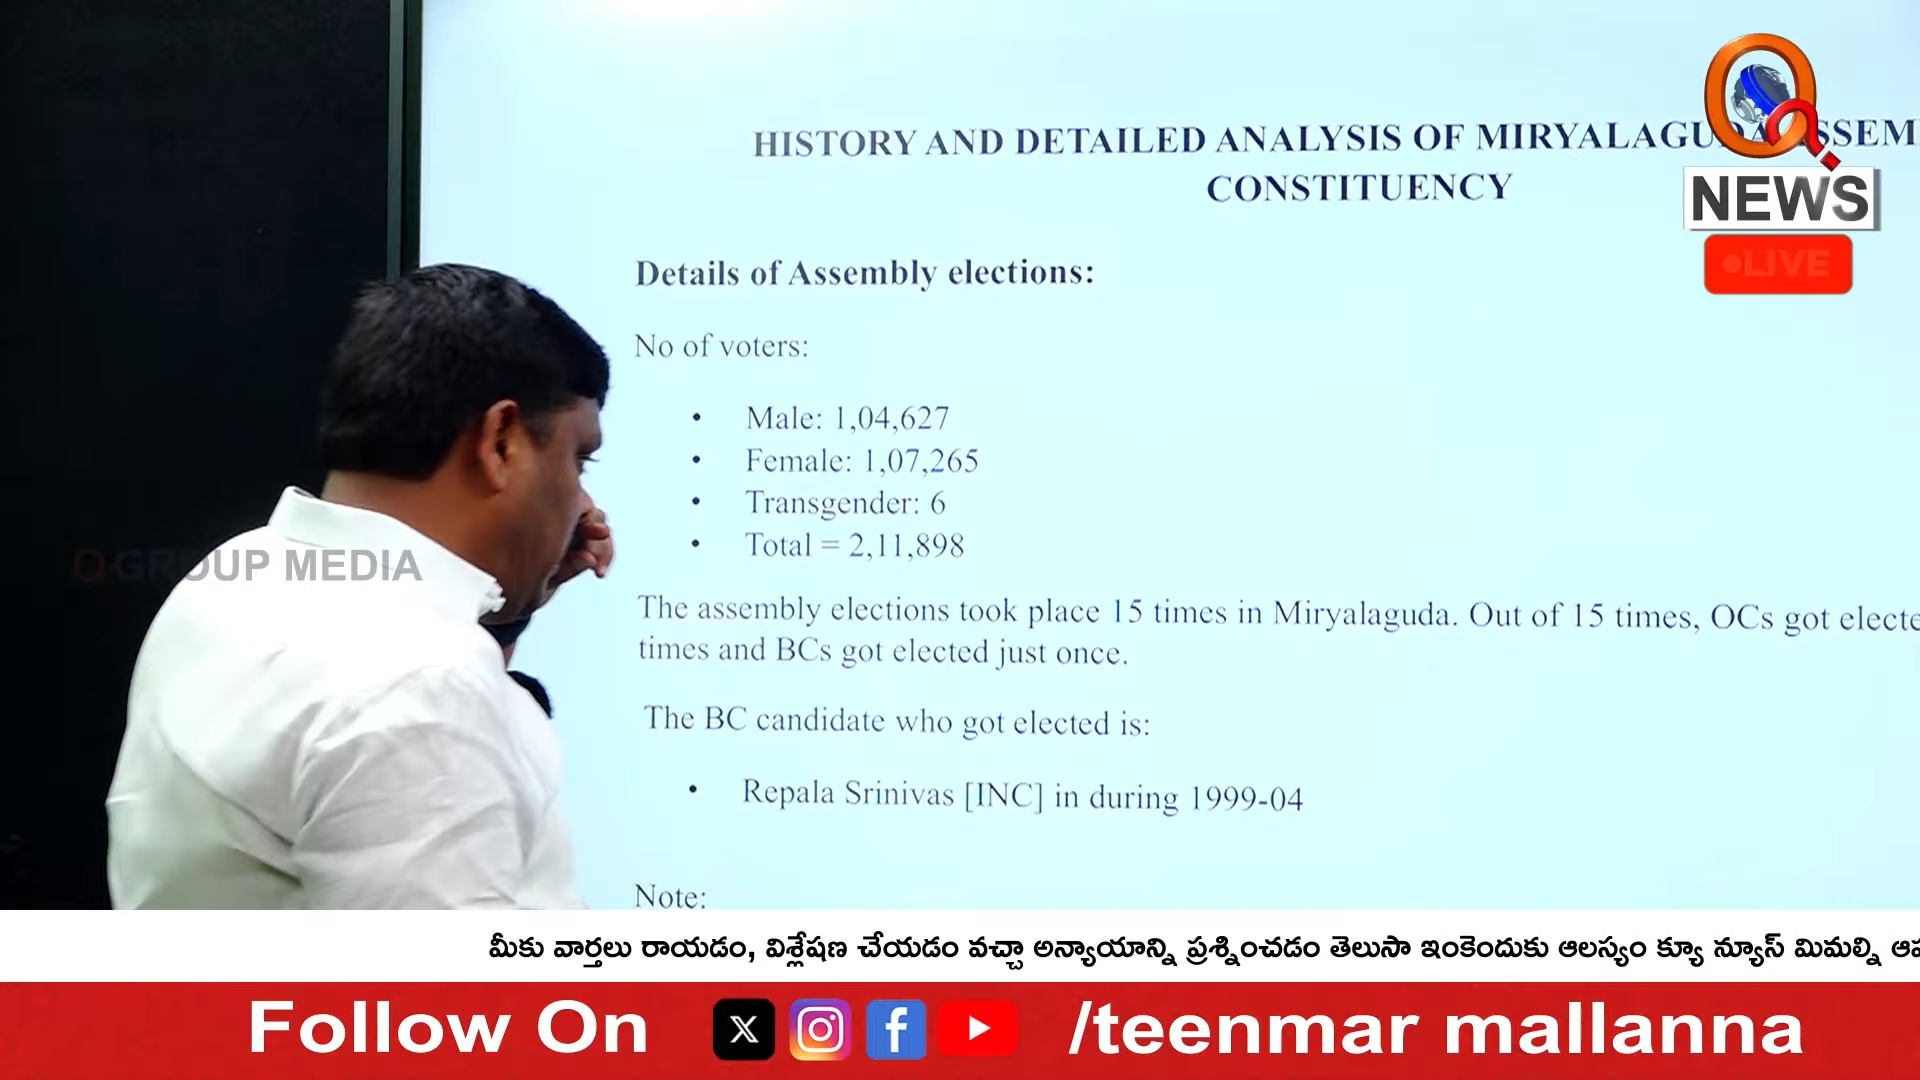 HISTORY AND DETAILED ANALYSIS OF MIRYALAGUDA ASSEM
CONSTITUENCY
NEWS
LIVE
Details of Assembly elections:
No of voters:
• Male: 1,04,627
• Female: 1,07,265
• Transgender: 6
• Total = 2,11,898
Q GROUP MEDIA
The assembly elections took place 15 times in Miryalaguda. Out of 15 times, OCs got electe
times and BCs got elected just once.
The BC candidate who got elected is:
• Repala Srinivas [INC] in during 1999-04
Note:
మీకు వార్తలు రాయడం, విశ్లేషణ చేయడం వచ్చా అన్యాయాన్ని ప్రశ్నించడం తెలుసా ఇంకెందుకు ఆలస్యం క్యూ న్యూస్ మిమల్ని
Follow On /teenmar mallanna